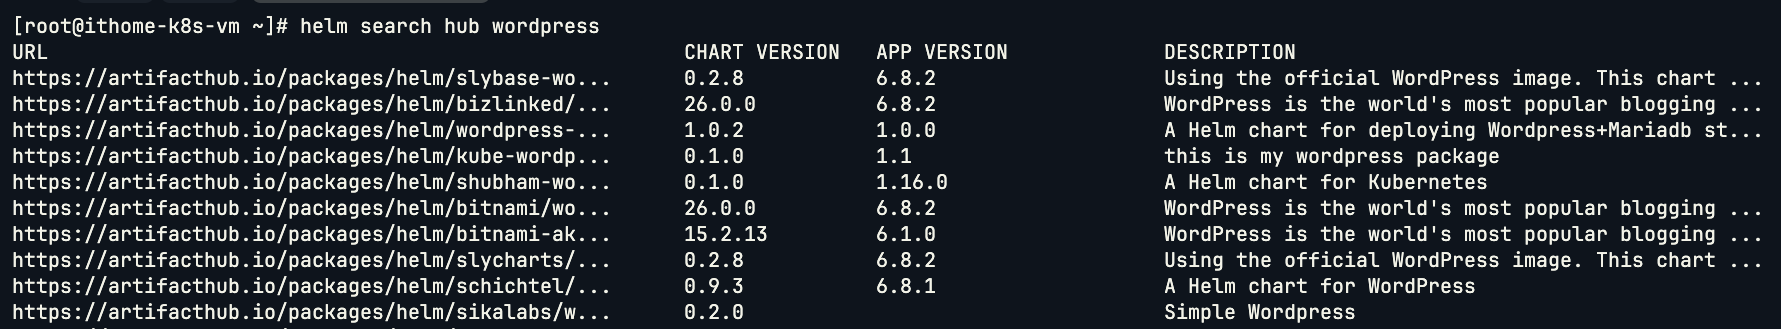 [root@ithome-k8s-vm ~]# helm search hub wordpress
URL CHART VERSION APP VERSION DESCRIPTION
https://artifacthub.io/packages/helm/slybase-wo... 0.2.8 6.8.2 Using the official WordPress image. This chart ...
https://artifacthub.io/packages/helm/bizlinked/... 26.0.0 6.8.2 WordPress is the world's most popular blogging ...
https://artifacthub.io/packages/helm/wordpress-... 1.0.2 1.0.0 A Helm chart for deploying Wordpress+Mariadb st...
https://artifacthub.io/packages/helm/kube-wordp... 0.1.0 1.1 this is my wordpress package
https://artifacthub.io/packages/helm/shubham-wo... 0.1.0 1.16.0 A Helm chart for Kubernetes
https://artifacthub.io/packages/helm/bitnami/wo... 26.0.0 6.8.2 WordPress is the world's most popular blogging ...
https://artifacthub.io/packages/helm/bitnami-ak... 15.2.13 6.1.0 WordPress is the world's most popular blogging ...
https://artifacthub.io/packages/helm/slycharts/... 0.2.8 6.8.2 Using the official WordPress image. This chart ...
https://artifacthub.io/packages/helm/schichtel/... 0.9.3 6.8.1 A Helm chart for WordPress
https://artifacthub.io/packages/helm/sikalabs/w... 0.2.0 Simple Wordpress